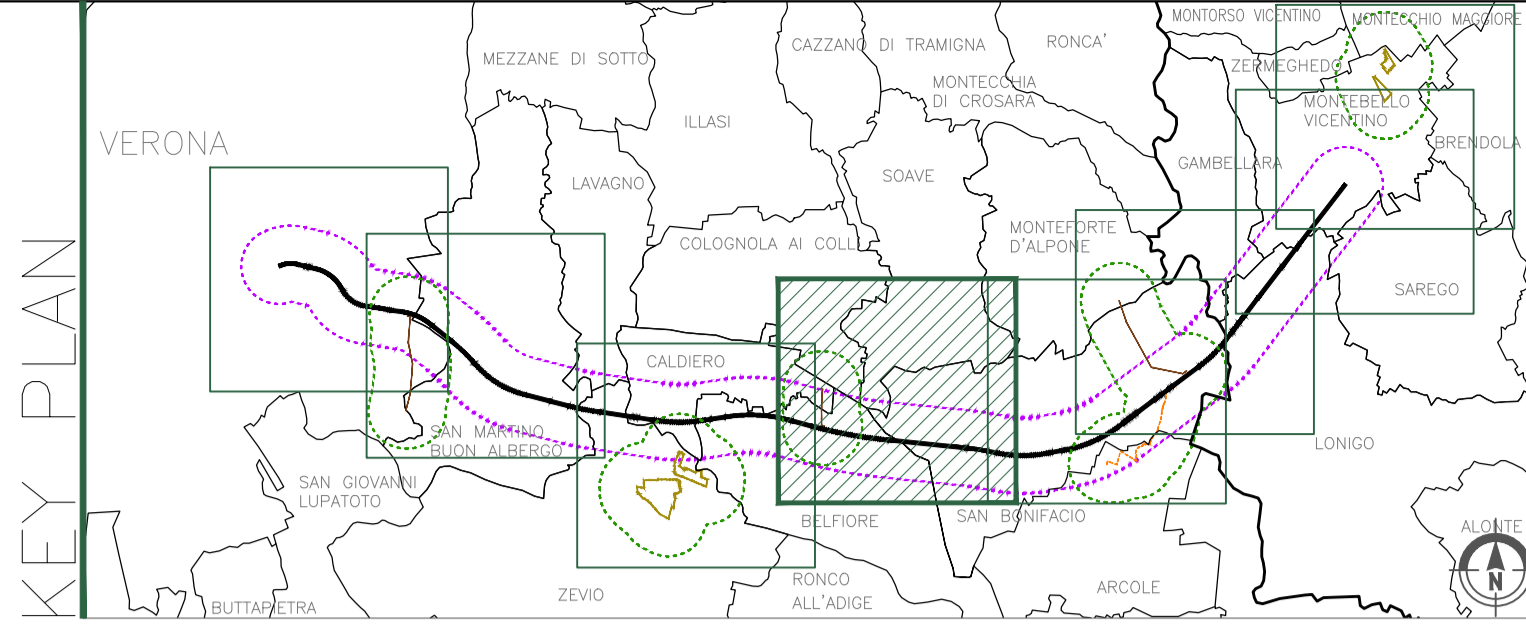 KEY PLAN
VERONA
MEZZANE DI SOTTO
CAZZANO DI TRAMIGNA
RONCA'
MONTORSO VICENTINO
MONTECCHIO MAGGIORE
ZERMEGHEDO
MONTECCHIA
DI CROSARA
MONTEBELLO
VICENTINO
ILLASI
BRENDOLA
GAMBELLARA
LAVAGNO
SOAVE
MONTEFORTE
D'ALPONE
COLOGNOLA AI COLLI
SAREGO
CALDIERO
SAN MARTINO
BUON ALBERGO
LONIGO
SAN GIOVANNI
LUPATOTO
BELFIORE
SAN BONIFACIO
ALONTE
N
ZEVIO
RONCO
ALL'ADIGE
ARCOLE
BUTTAPIETRA